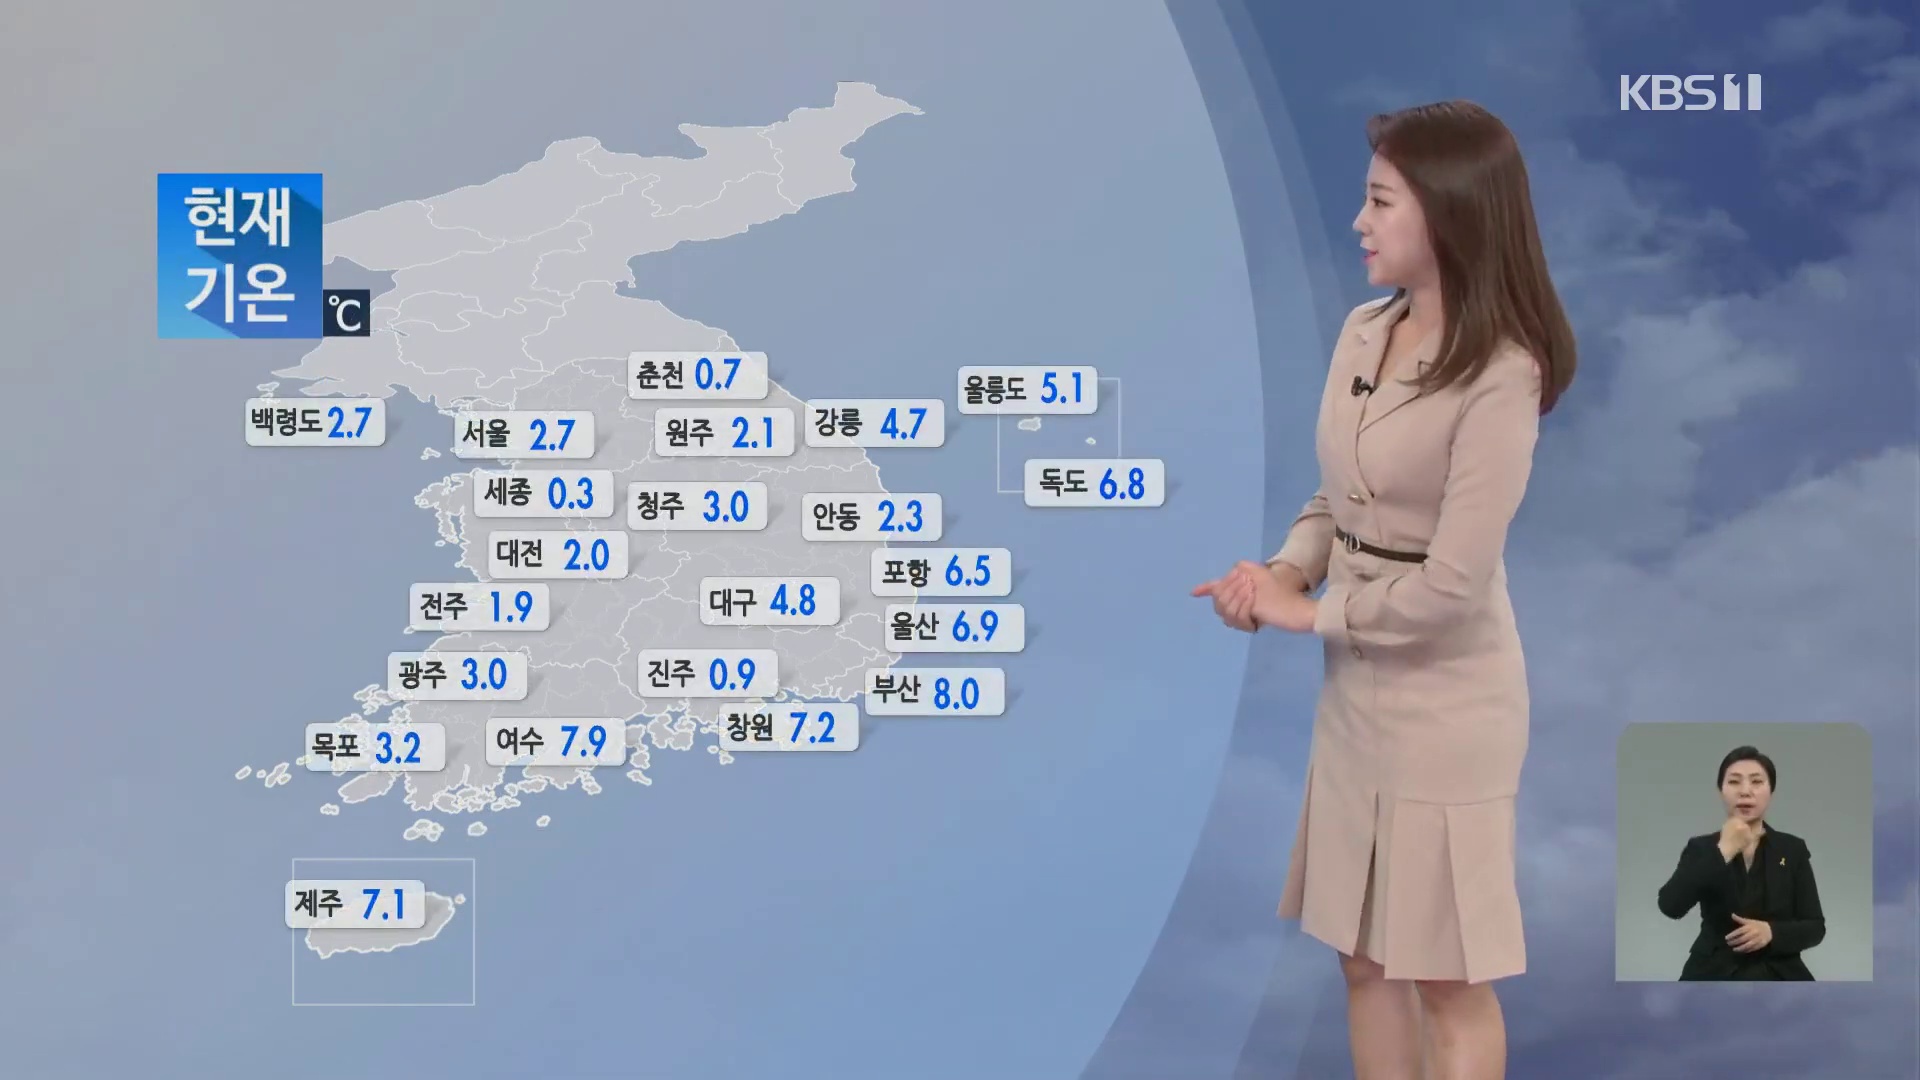 KBS 1
현재
기온
℃
춘천 0.7
울릉도 5.1
백령도 2.7
서울 2.7
원주 2.1
강릉 4.7
독도 6.8
세종 0.3
청주 3.0
안동 2.3
대전 2.0
포항 6.5
전주 1.9
대구 4.8
울산 6.9
광주 3.0
진주 0.9
부산 8.0
목포 3.2
여수 7.9
창원 7.2
제주 7.1